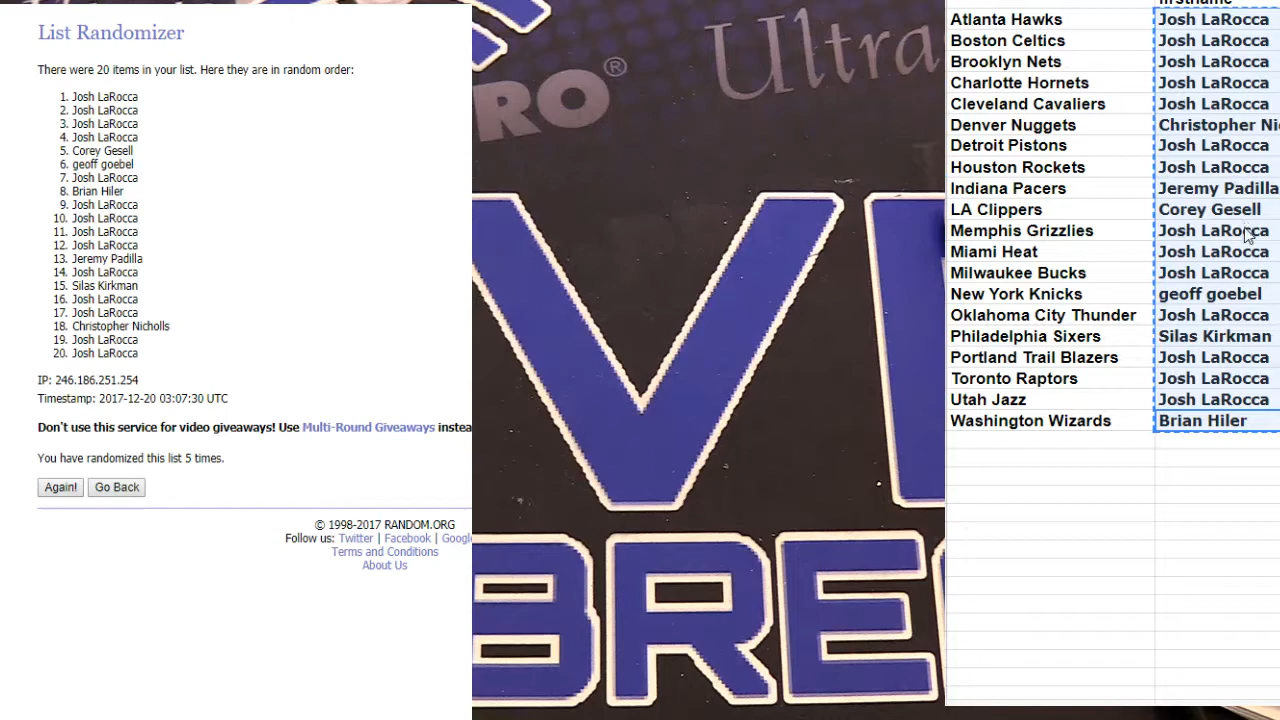 List Randomizer
There were 20 items in your list. Here they are in random order:
1. Josh LaRocca
2. Josh LaRocca
3. Josh LaRocca
4. Josh LaRocca
5. Corey Gesell
6. geoff goebel
7. Josh LaRocca
8. Brian Hiler
9. Josh LaRocca
10. Josh LaRocca
11. Josh LaRocca
12. Josh LaRocca
13. Jeremy Padilla
14. Josh LaRocca
15. Silas Kirkman
16. Josh LaRocca
17. Josh LaRocca
18. Christopher Nicholls
19. Josh LaRocca
20. Josh LaRocca
IP: 246.186.251.254
Timestamp: 2017-12-20 03:07:30 UTC
Don't use this service for video giveaways! Use Multi-Round Giveaways instea
You have randomized this list 5 times.
Again! Go Back
© 1998-2017 RANDOM.ORG
Follow us: Twitter | Facebook | Google
Terms and Conditions
About Us
RO® Ultra
BRE
firstname
Atlanta Hawks Josh LaRocca
Boston Celtics Josh LaRocca
Brooklyn Nets Josh LaRocca
Charlotte Hornets Josh LaRocca
Cleveland Cavaliers Josh LaRocca
Denver Nuggets Christopher Ni
Detroit Pistons Josh LaRocca
Houston Rockets Josh LaRocca
Indiana Pacers Jeremy Padilla
LA Clippers Corey Gesell
Memphis Grizzlies Josh LaRocca
Miami Heat Josh LaRocca
Milwaukee Bucks Josh LaRocca
New York Knicks geoff goebel
Oklahoma City Thunder Josh LaRocca
Philadelphia Sixers Silas Kirkman
Portland Trail Blazers Josh LaRocca
Toronto Raptors Josh LaRocca
Utah Jazz Josh LaRocca
Washington Wizards Brian Hiler